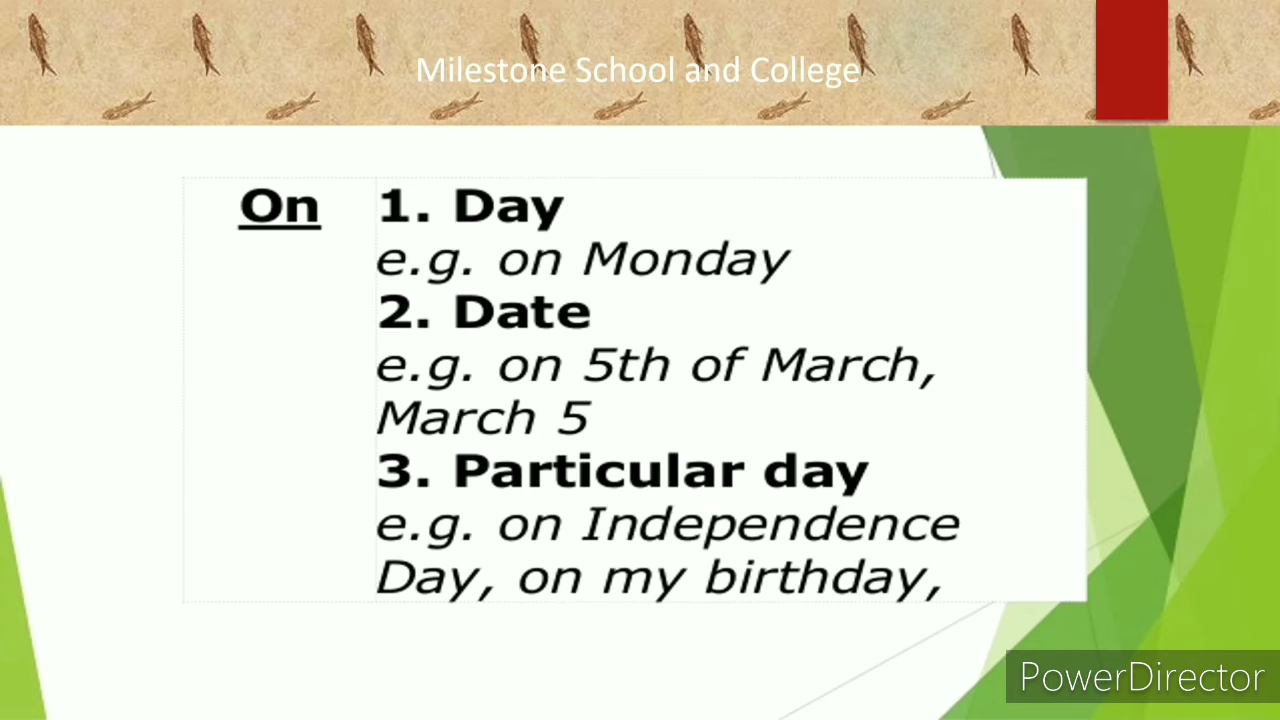 Milestone School and College
On 1. Day
e.g. on Monday
2. Date
e.g. on 5th of March,
March 5
3. Particular day
e.g. on Independence
Day, on my birthday,
PowerDirector